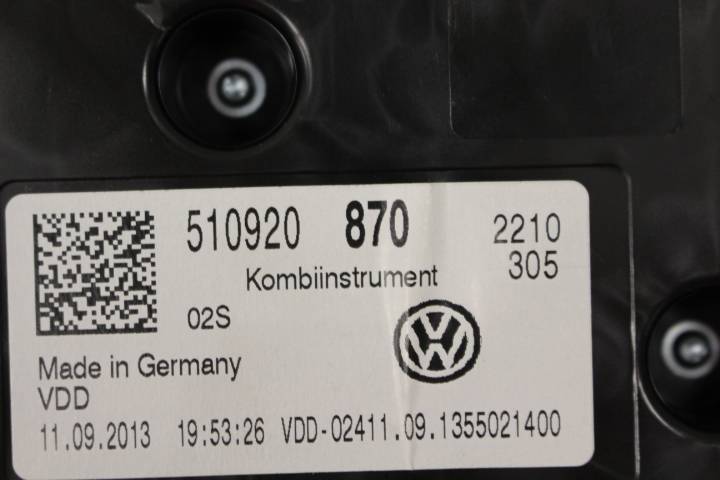 510920 870 2210
Kombiinstrument 305
02S
Made in Germany
VDD
11.09.2013 19:53:26 VDD-02411.09.1355021400